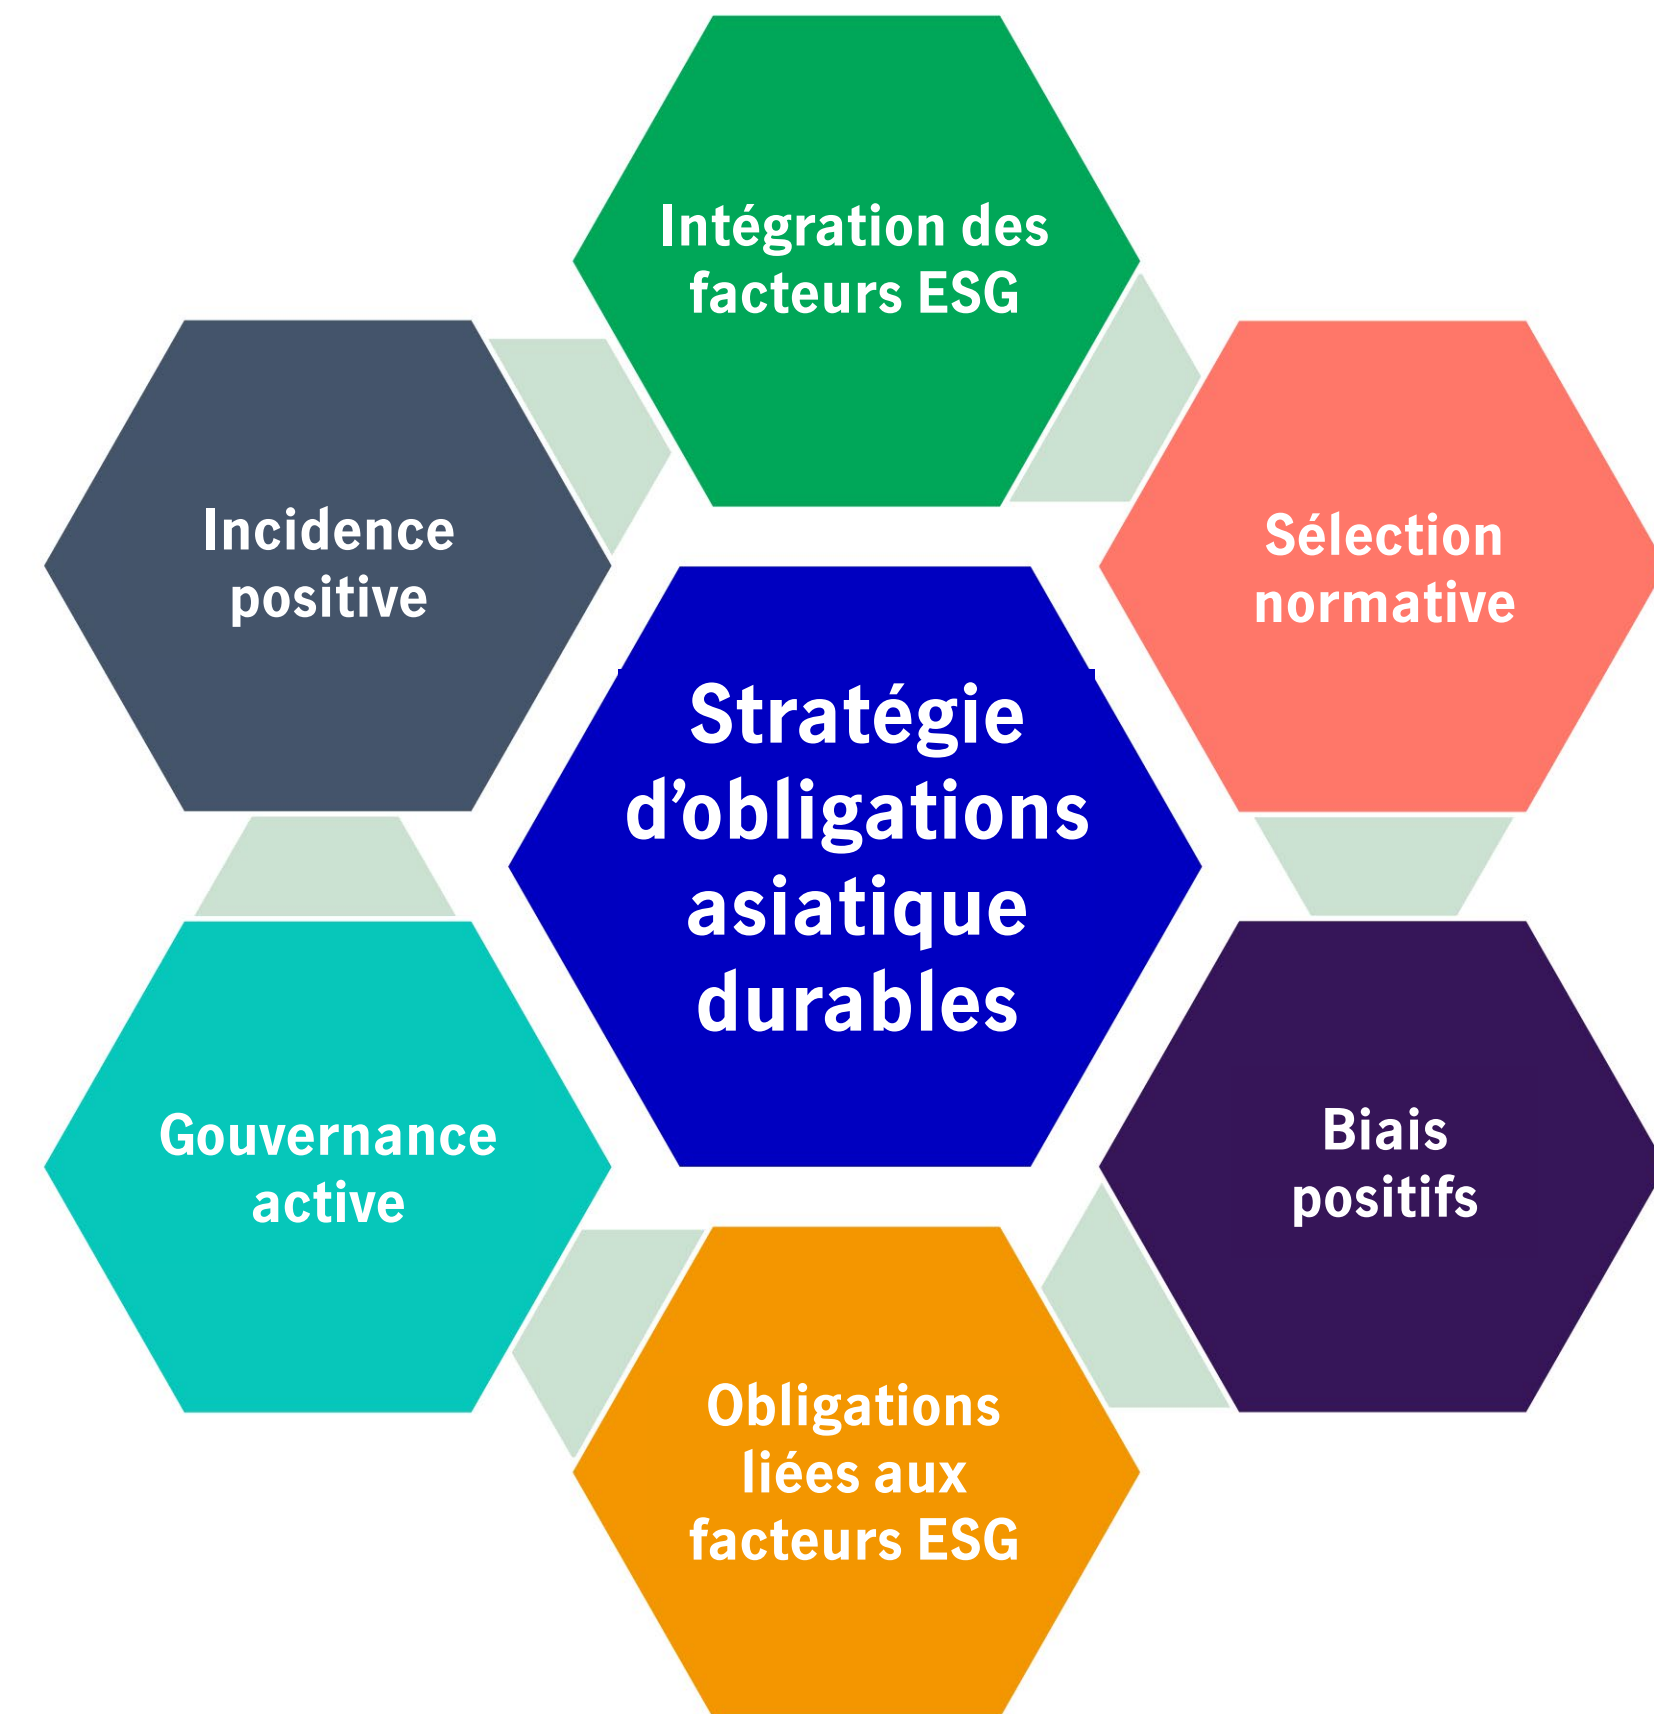 Intégration des
facteurs ESG
Incidence
positive
Sélection
normative
Stratégie
d’obligations
asiatique
durables
Gouvernance
active
Biais
positifs
Obligations
liées aux
facteurs ESG